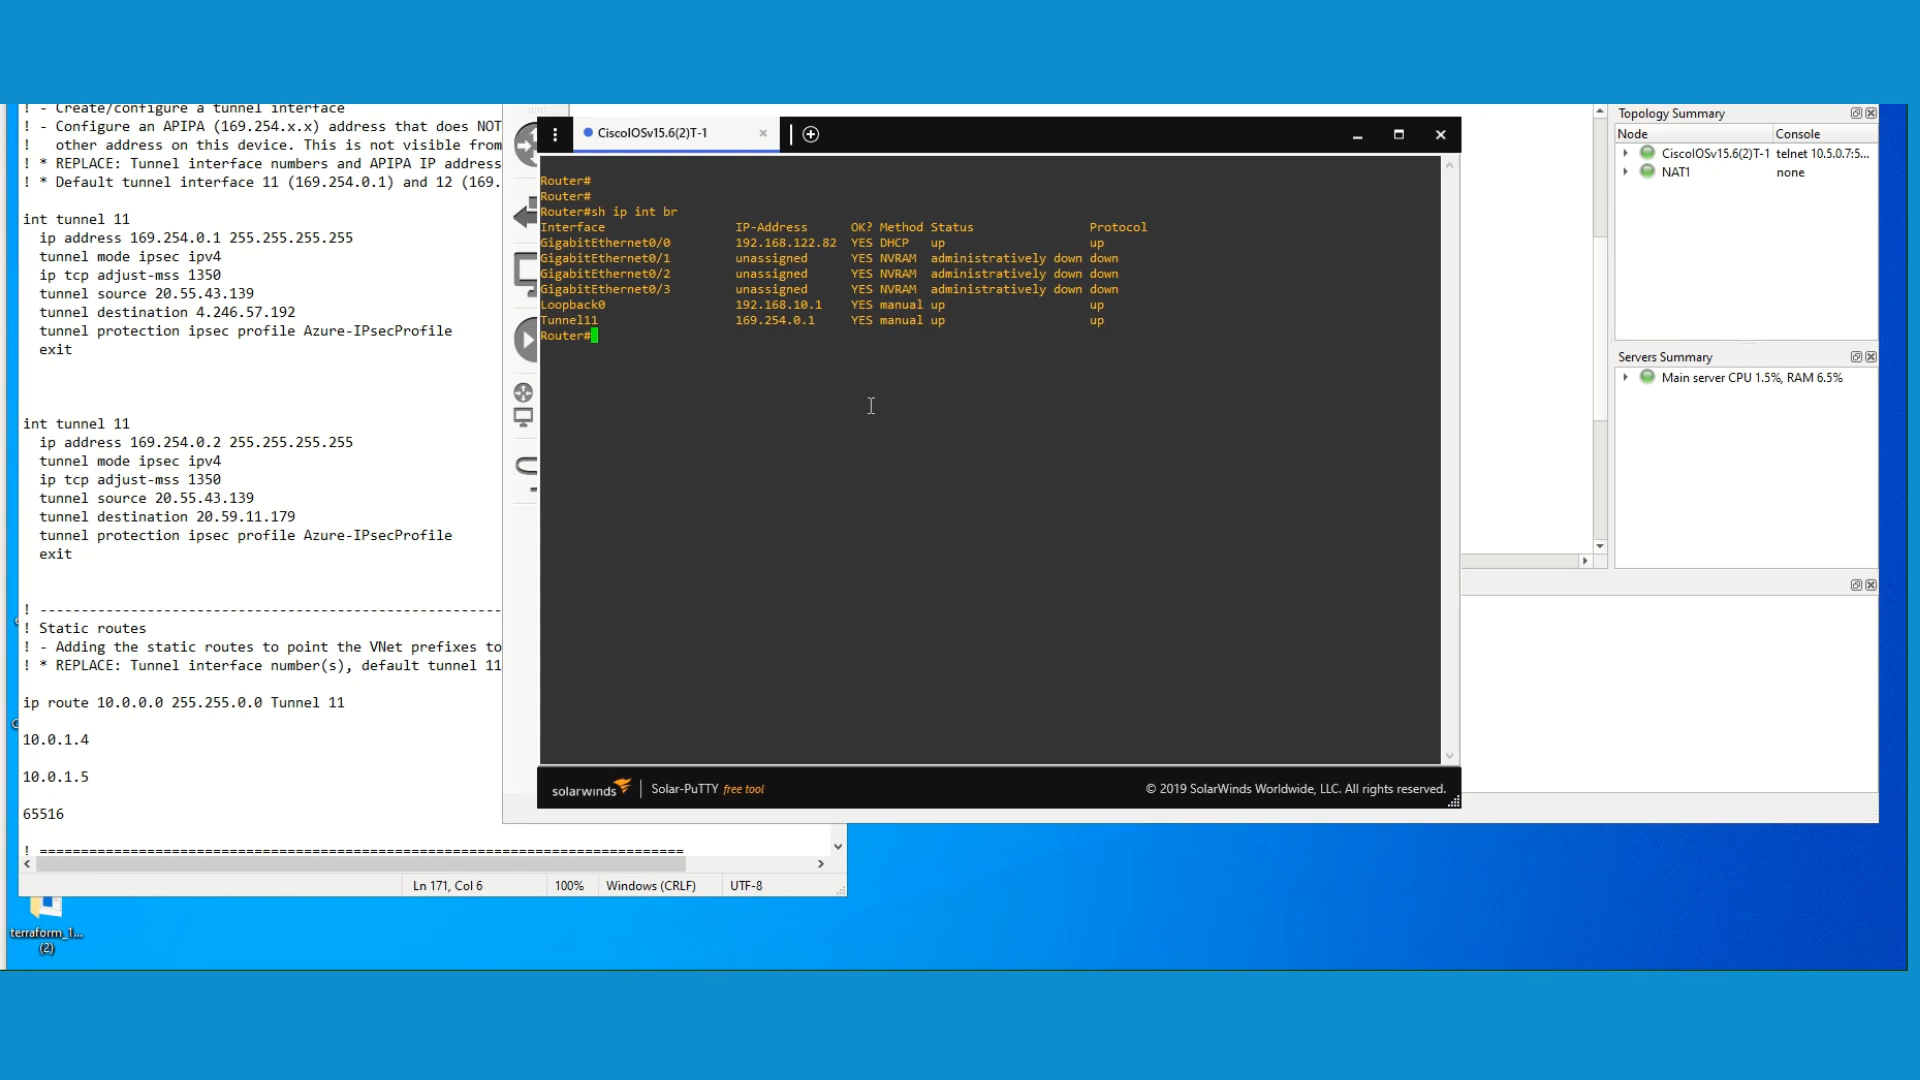 ! - Create/configure a tunnel interface
! - Configure an APIPA (169.254.x.x) address that does NOT
!   other address on this device. This is not visible from
! * REPLACE: Tunnel interface numbers and APIPA IP address
! * Default tunnel interface 11 (169.254.0.1) and 12 (169.
int tunnel 11
ip address 169.254.0.1 255.255.255.255
tunnel mode ipsec ipv4
ip tcp adjust-mss 1350
tunnel source 20.55.43.139
tunnel destination 4.246.57.192
tunnel protection ipsec profile Azure-IPsecProfile
exit
int tunnel 11
ip address 169.254.0.2 255.255.255.255
tunnel mode ipsec ipv4
ip tcp adjust-mss 1350
tunnel source 20.55.43.139
tunnel destination 20.59.11.179
tunnel protection ipsec profile Azure-IPsecProfile
exit
! --------------------------------------------------------
! Static routes
! - Adding the static routes to point the VNet prefixes to
! * REPLACE: Tunnel interface number(s), default tunnel 11
ip route 10.0.0.0 255.255.0.0 Tunnel 11
10.0.1.4
10.0.1.5
65516
! ==============================================================================
Ln 171, Col 6 100% Windows (CRLF) UTF-8
terraform_1...
(2)
CiscoIOSv15.6(2)T-1
Router#
Router#
Router#sh ip int br
Interface IP-Address OK? Method Status Protocol
GigabitEthernet0/0 192.168.122.82 YES DHCP up up
GigabitEthernet0/1 unassigned YES NVRAM administratively down down
GigabitEthernet0/2 unassigned YES NVRAM administratively down down
GigabitEthernet0/3 unassigned YES NVRAM administratively down down
Loopback0 192.168.10.1 YES manual up up
Tunnel11 169.254.0.1 YES manual up up
Router#
solarwinds | Solar-PuTTY free tool
© 2019 SolarWinds Worldwide, LLC. All rights reserved.
Topology Summary
Node Console
CiscoIOSv15.6(2)T-1 telnet 10.5.0.7:5...
NAT1 none
Servers Summary
Main server CPU 1.5%, RAM 6.5%